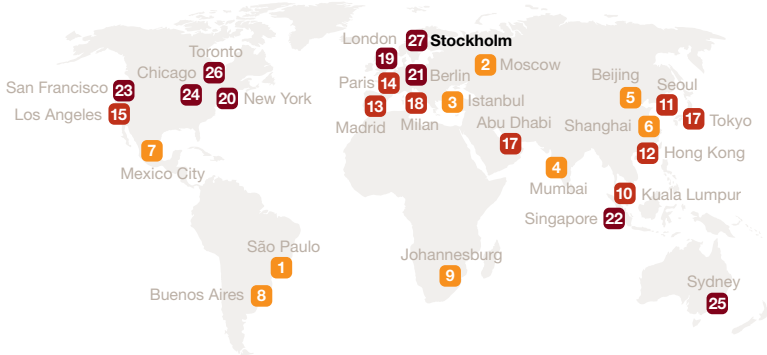 London
27 Stockholm
Toronto
19
Chicago
26
2 Moscow
Paris 14
21 Berlin
Beijing
Seoul
San Francisco 23
24
20 New York
13
18
3 Istanbul
5
11
Los Angeles 15
Madrid
Milan
Abu Dhabi
Shanghai 6
17 Tokyo
7
17
12 Hong Kong
Mexico City
4
Mumbai
10 Kuala Lumpur
Singapore 22
São Paulo
1
Johannesburg
9
Buenos Aires 8
Sydney
25